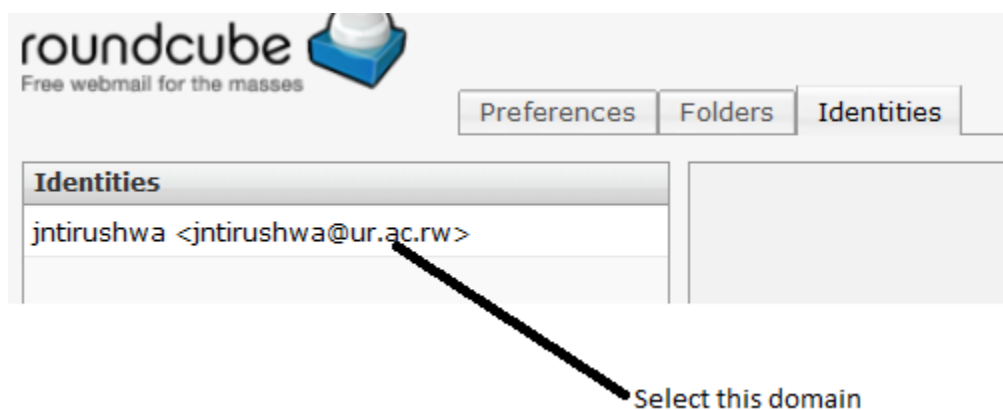 roundcube
Free webmail for the masses
Preferences Folders Identities
Identities
jntirushwa <jntirushwa@ur.ac.rw>
Select this domain